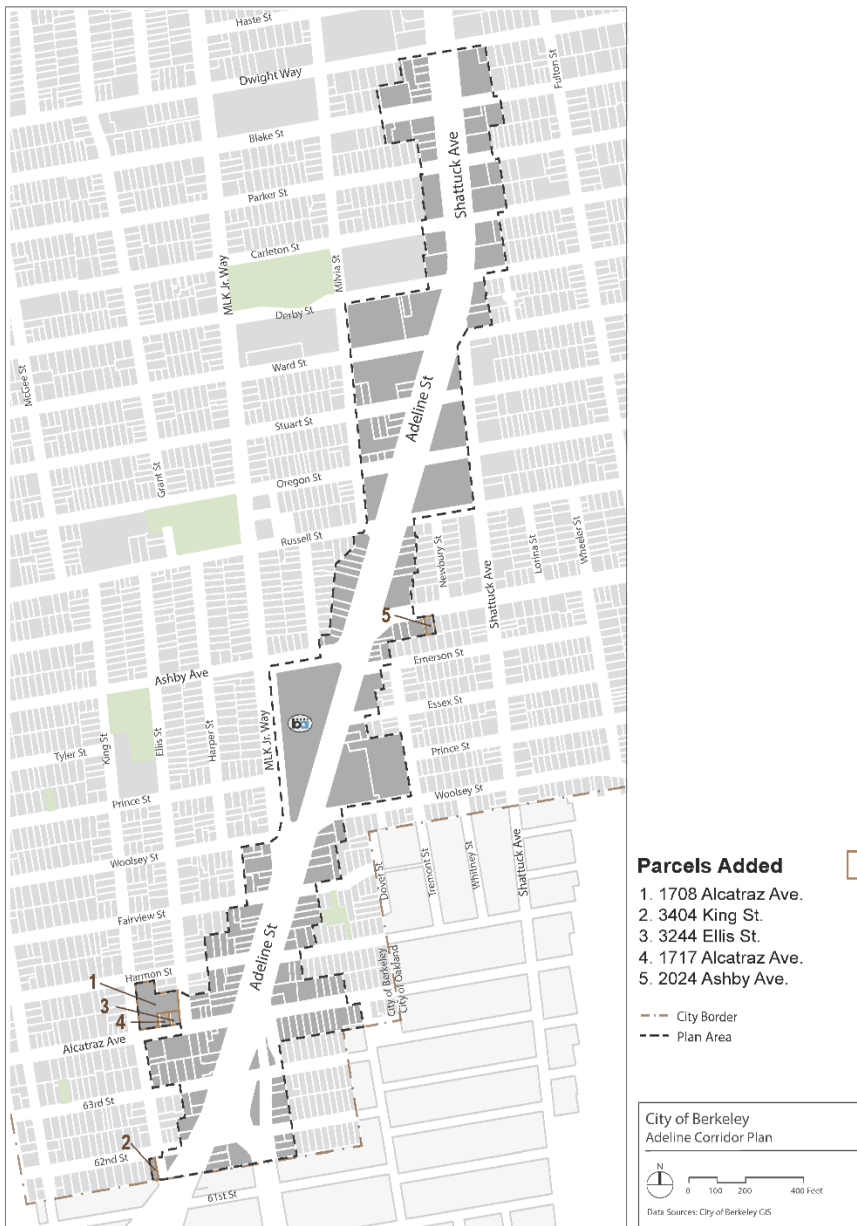 Haste St
Dwight Way
Fulton St
Blake St
Shattuck Ave
Parker St
Carleton St
MLK Jr. Way
Milvia St
Derby St
McGee St
Ward St
Adeline St
Stuart St
Grant St
Oregon St
Russell St
Newbury St
Lorina St
Wheeler St
Shattuck Ave
5
Emerson St
Ashby Ave
Essex St
King St
Ellis St
Harper St
MLK Jr. Way
ba
Tyler St
Prince St
Prince St
Woolsey St
Woolsey St
Dover St
Tremont St
Whitney St
Shattuck Ave
Fairview St
Adeline St
City of Berkeley
City of Oakland
Harmon St
1
3
4
Alcatraz Ave
63rd St
2
62nd St
61st St
Parcels Added
1. 1708 Alcatraz Ave.
2. 3404 King St.
3. 3244 Ellis St.
4. 1717 Alcatraz Ave.
5. 2024 Ashby Ave.
City Border
Plan Area
City of Berkeley
Adeline Corridor Plan
N
0 100 200 400 Feet
Data Sources: City of Berkeley GIS